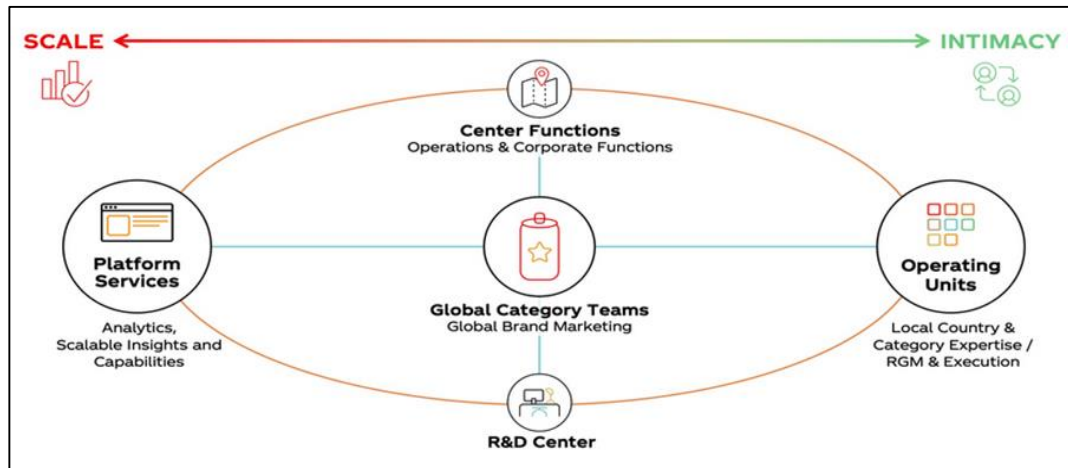 SCALE
INTIMACY
Center Functions
Operations & Corporate Functions
Platform
Services
Analytics,
Scalable Insights and
Capabilities
Global Category Teams
Global Brand Marketing
Operating
Units
Local Country &
Category Expertise /
RGM & Execution
R&D Center